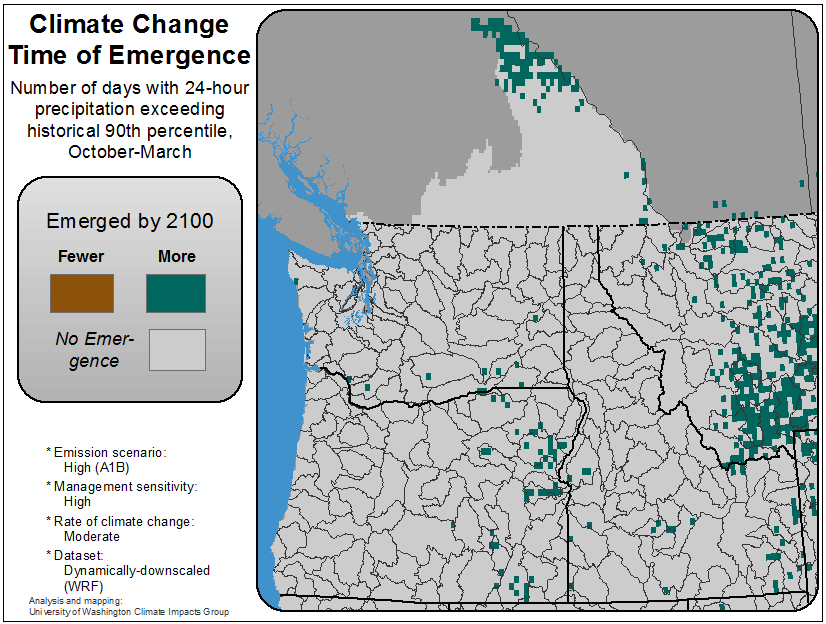 Climate Change
Time of Emergence
Number of days with 24-hour
precipitation exceeding
historical 90th percentile,
October-March
Emerged by 2100
Fewer More
No Emer-
gence
* Emission scenario:
High (A1B)
* Management sensitivity:
High
* Rate of climate change:
Moderate
* Dataset:
Dynamically-downscaled
(WRF)
Analysis and mapping:
University of Washington Climate Impacts Group